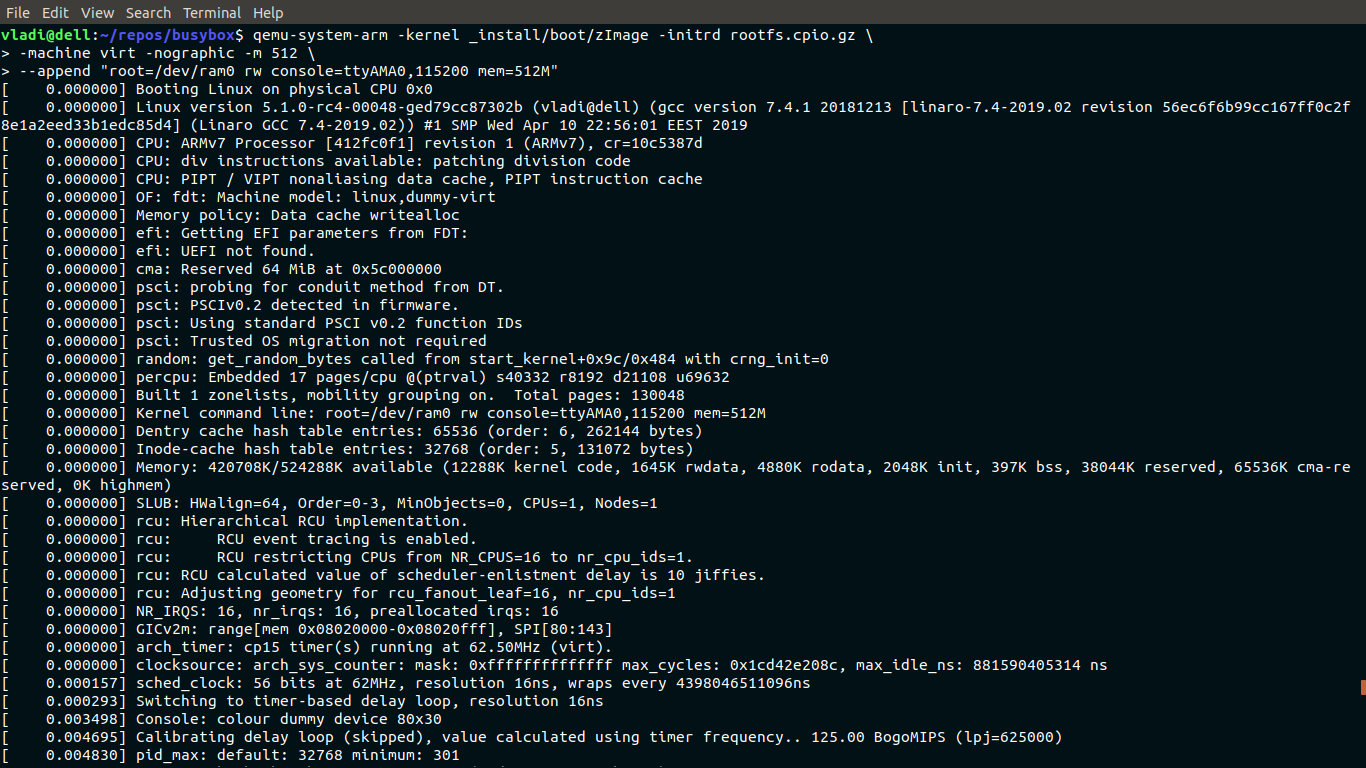 File Edit View Search Terminal Help
vladi@dell:~/repos/busybox$ qemu-system-arm -kernel _install/boot/zImage -initrd rootfs.cpio.gz \
> -machine virt -nographic -m 512 \
> --append "root=/dev/ram0 rw console=ttyAMA0,115200 mem=512M"
[    0.000000] Booting Linux on physical CPU 0x0
[    0.000000] Linux version 5.1.0-rc4-00048-ged79cc87302b (vladi@dell) (gcc version 7.4.1 20181213 [linaro-7.4-2019.02 revision 56ec6f6b99cc167ff0c2f
8e1a2eed33b1edc85d4] (Linaro GCC 7.4-2019.02)) #1 SMP Wed Apr 10 22:56:01 EEST 2019
[    0.000000] CPU: ARMv7 Processor [412fc0f1] revision 1 (ARMv7), cr=10c5387d
[    0.000000] CPU: div instructions available: patching division code
[    0.000000] CPU: PIPT / VIPT nonaliasing data cache, PIPT instruction cache
[    0.000000] OF: fdt: Machine model: linux,dummy-virt
[    0.000000] Memory policy: Data cache writealloc
[    0.000000] efi: Getting EFI parameters from FDT:
[    0.000000] efi: UEFI not found.
[    0.000000] cma: Reserved 64 MiB at 0x5c000000
[    0.000000] psci: probing for conduit method from DT.
[    0.000000] psci: PSCIv0.2 detected in firmware.
[    0.000000] psci: Using standard PSCI v0.2 function IDs
[    0.000000] psci: Trusted OS migration not required
[    0.000000] random: get_random_bytes called from start_kernel+0x9c/0x484 with crng_init=0
[    0.000000] percpu: Embedded 17 pages/cpu @(ptrval) s40332 r8192 d21108 u69632
[    0.000000] Built 1 zonelists, mobility grouping on.  Total pages: 130048
[    0.000000] Kernel command line: root=/dev/ram0 rw console=ttyAMA0,115200 mem=512M
[    0.000000] Dentry cache hash table entries: 65536 (order: 6, 262144 bytes)
[    0.000000] Inode-cache hash table entries: 32768 (order: 5, 131072 bytes)
[    0.000000] Memory: 420708K/524288K available (12288K kernel code, 1645K rwdata, 4880K rodata, 2048K init, 397K bss, 38044K reserved, 65536K cma-re
served, 0K highmem)
[    0.000000] SLUB: HWalign=64, Order=0-3, MinObjects=0, CPUs=1, Nodes=1
[    0.000000] rcu: Hierarchical RCU implementation.
[    0.000000] rcu:     RCU event tracing is enabled.
[    0.000000] rcu:     RCU restricting CPUs from NR_CPUS=16 to nr_cpu_ids=1.
[    0.000000] rcu: RCU calculated value of scheduler-enlistment delay is 10 jiffies.
[    0.000000] rcu: Adjusting geometry for rcu_fanout_leaf=16, nr_cpu_ids=1
[    0.000000] NR_IRQS: 16, nr_irqs: 16, preallocated irqs: 16
[    0.000000] GICv2m: range[mem 0x08020000-0x08020fff], SPI[80:143]
[    0.000000] arch_timer: cp15 timer(s) running at 62.50MHz (virt).
[    0.000000] clocksource: arch_sys_counter: mask: 0xffffffffffffff max_cycles: 0x1cd42e208c, max_idle_ns: 881590405314 ns
[    0.000157] sched_clock: 56 bits at 62MHz, resolution 16ns, wraps every 4398046511096ns
[    0.000293] Switching to timer-based delay loop, resolution 16ns
[    0.003498] Console: colour dummy device 80x30
[    0.004695] Calibrating delay loop (skipped), value calculated using timer frequency.. 125.00 BogoMIPS (lpj=625000)
[    0.004830] pid_max: default: 32768 minimum: 301